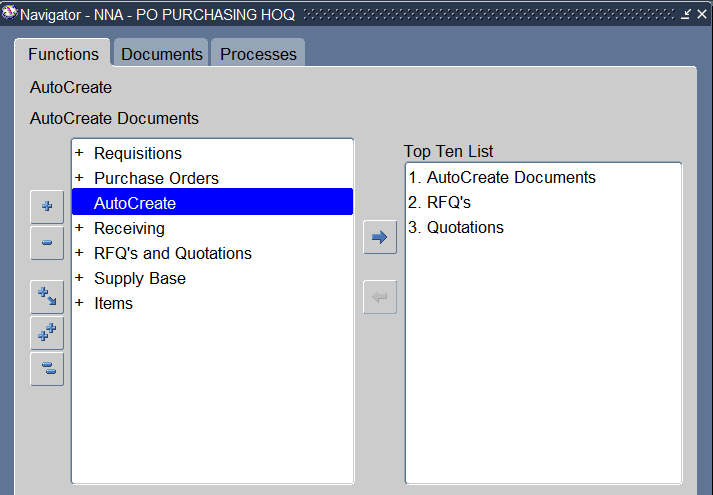 Navigator - NNA - PO PURCHASING HOQ
Functions
Documents
Processes
AutoCreate
AutoCreate Documents
+ Requisitions
+ Purchase Orders
AutoCreate
+ Receiving
+ RFQ's and Quotations
+ Supply Base
+ Items
Top Ten List
1. AutoCreate Documents
2. RFQ's
3. Quotations